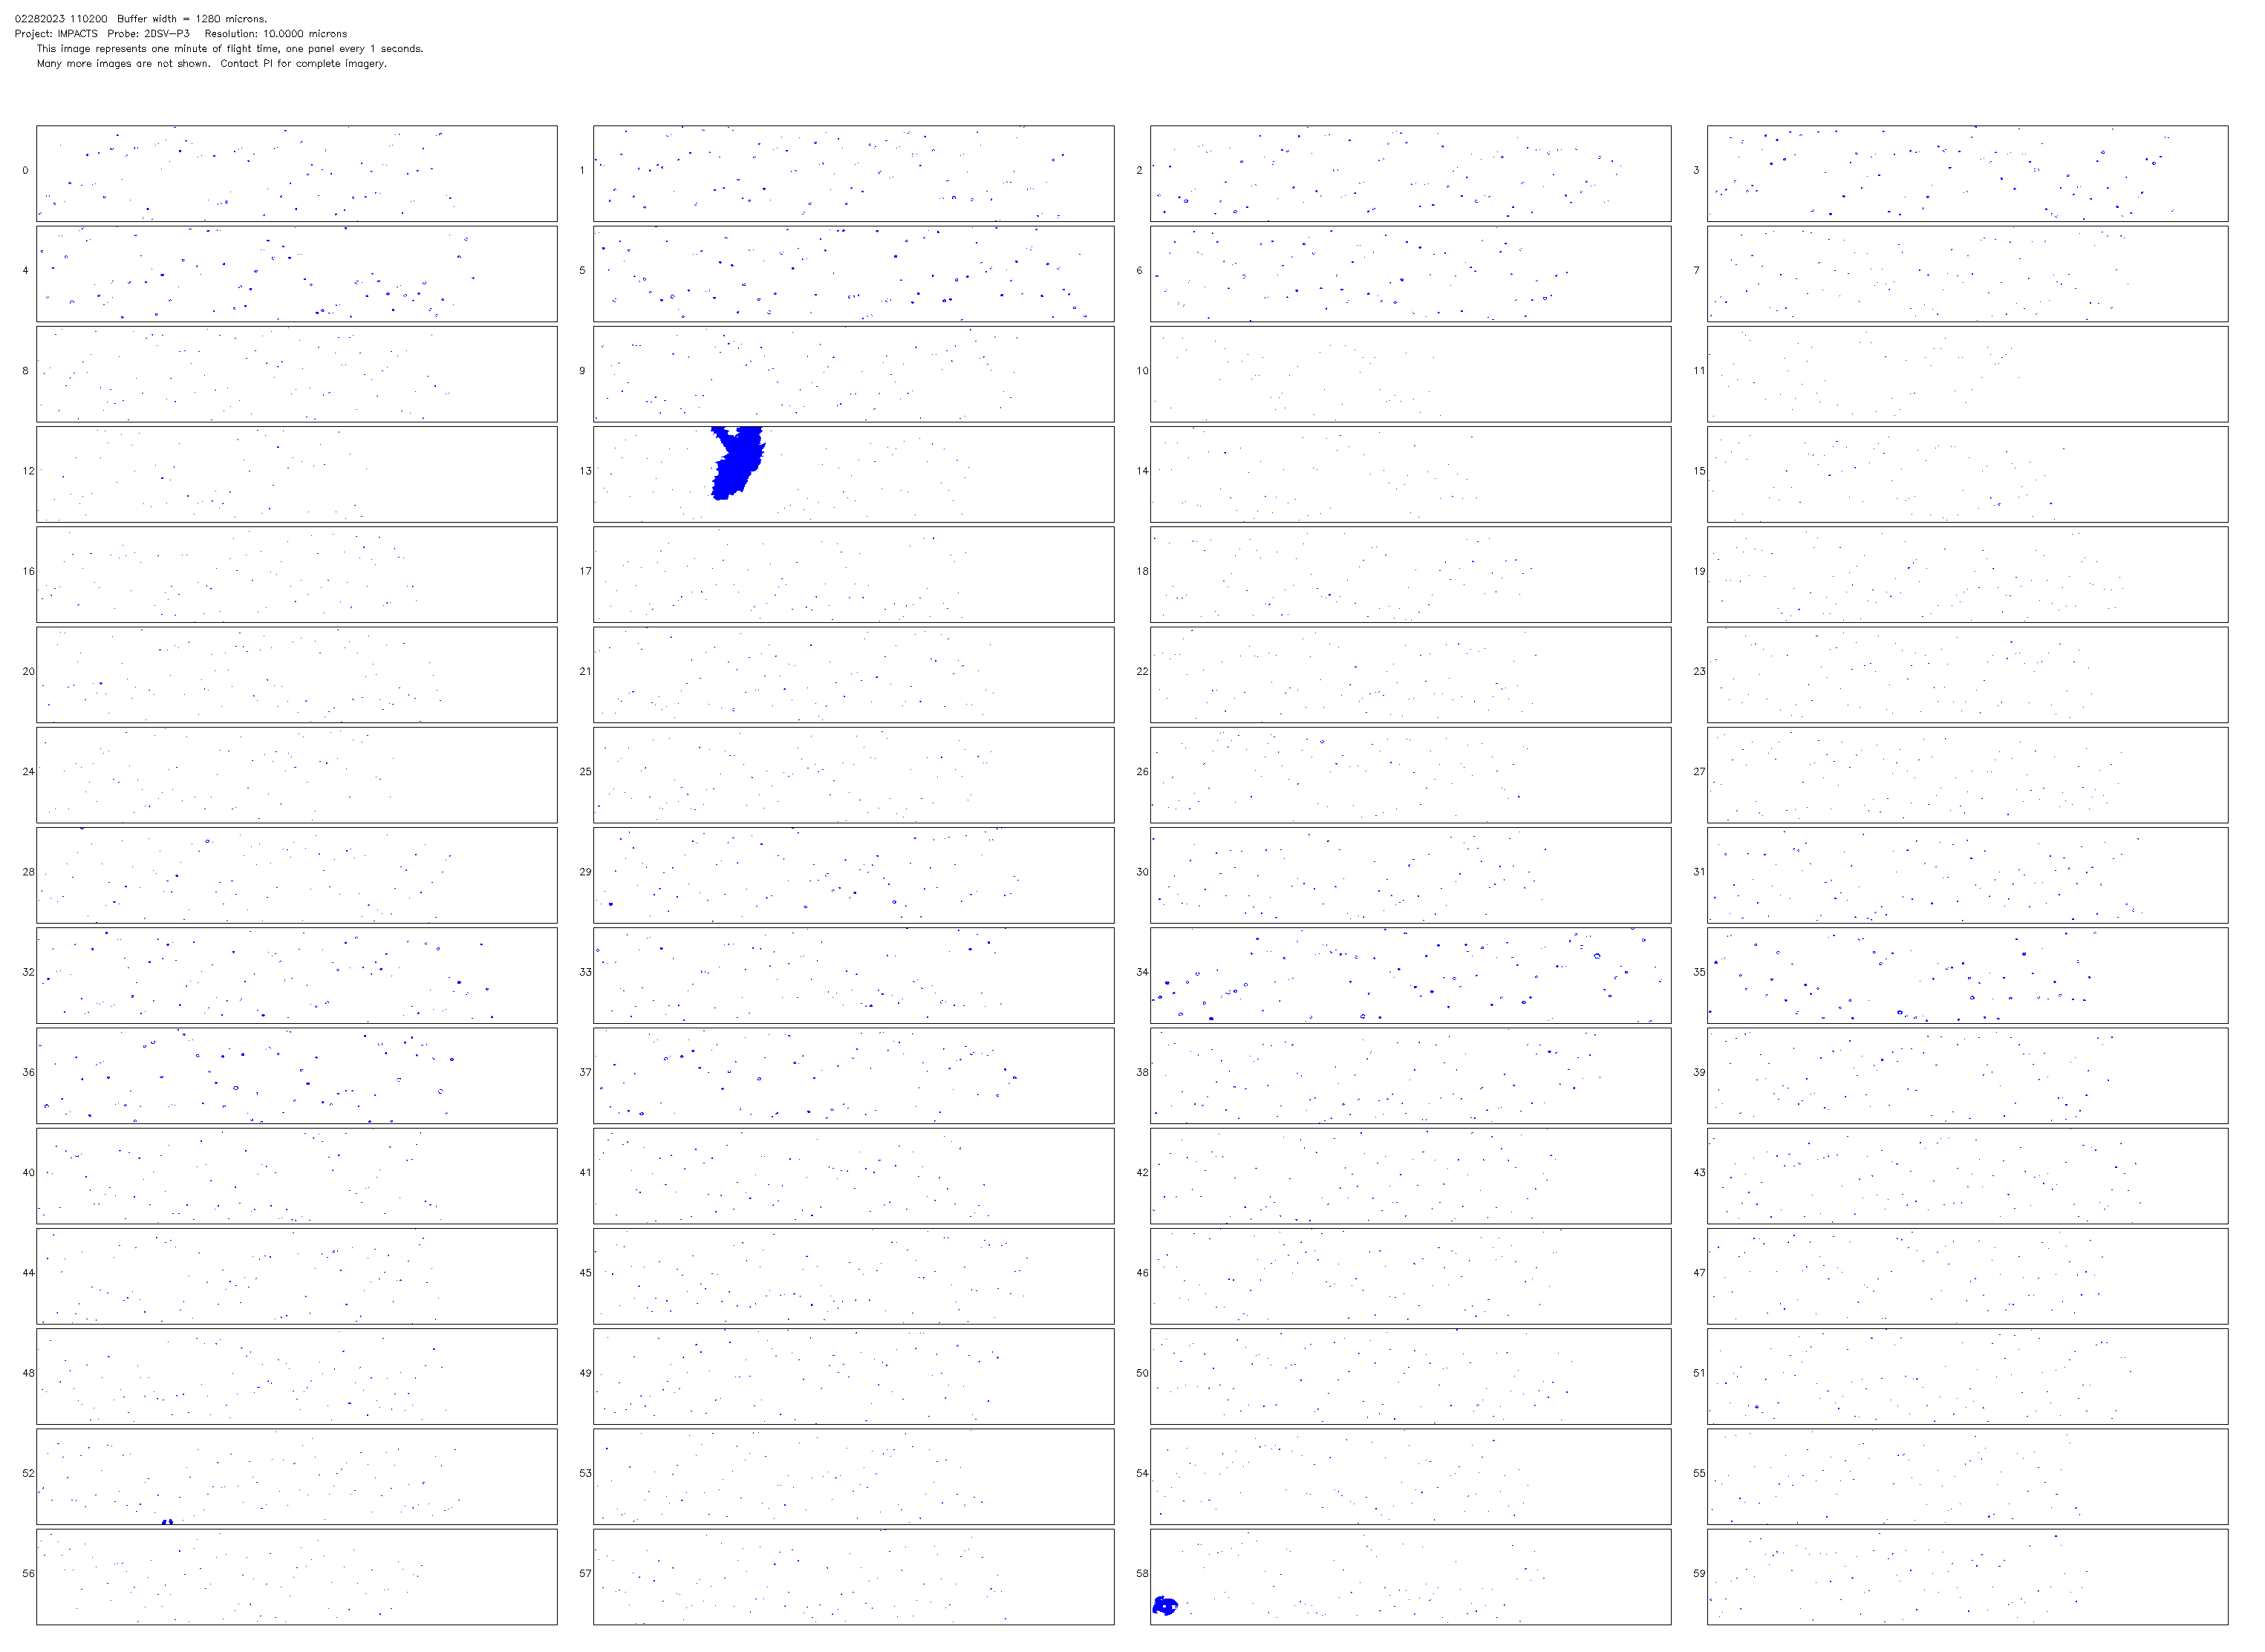 02282023 110200  Buffer width = 1280 microns.
Project: IMPACTS  Probe: 2DSV-P3   Resolution: 10.0000 microns
This image represents one minute of flight time, one panel every 1 seconds.
Many more images are not shown.  Contact PI for complete imagery.
0 1 2 3
4 5 6 7
8 9 10 11
12 13 14 15
16 17 18 19
20 21 22 23
24 25 26 27
28 29 30 31
32 33 34 35
36 37 38 39
40 41 42 43
44 45 46 47
48 49 50 51
52 53 54 55
56 57 58 59